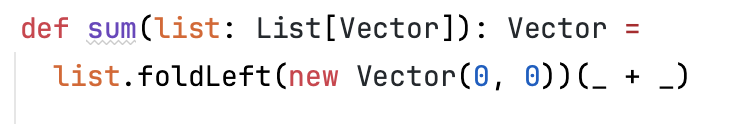 def sum(list: List[Vector]): Vector =
list.foldLeft(new Vector(0, 0))(_ + _)